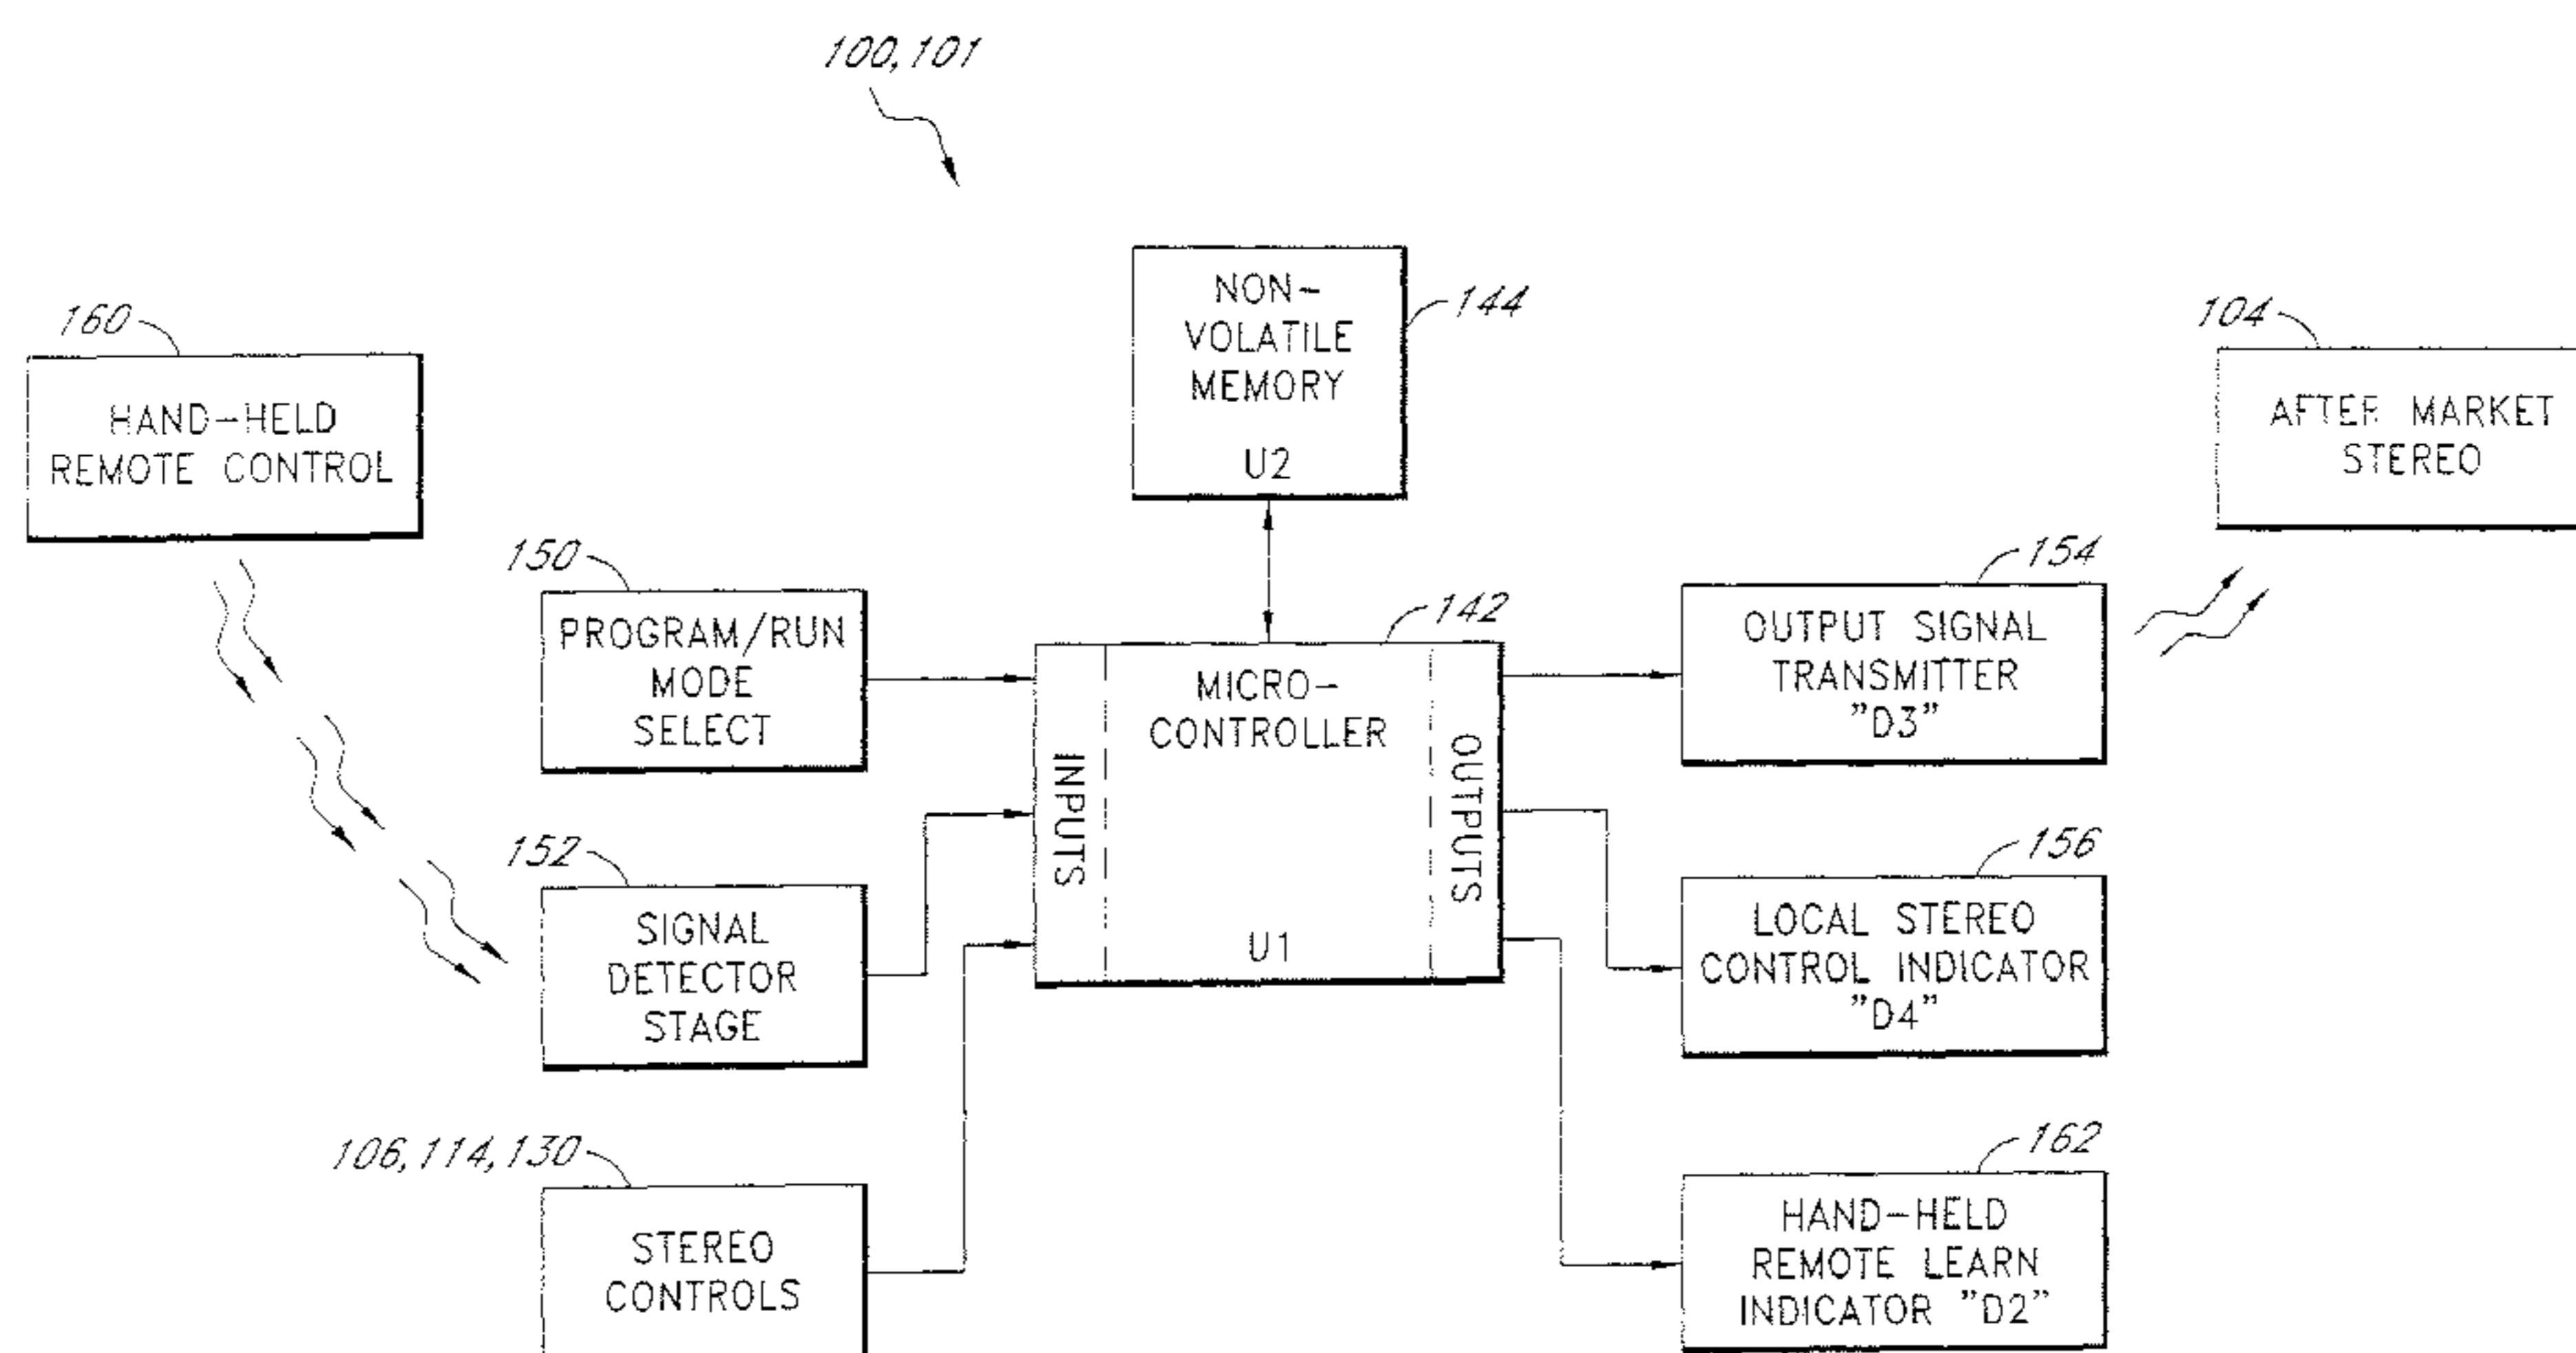 100, 101
160
HAND-HELD
REMOTE CONTROL
NON-
VOLATILE
MEMORY
U2
144
104
AFTER MARKET
STEREO
150
PROGRAM/RUN
MODE
SELECT
142
INPUTS
MICRO-
CONTROLLER
U1
OUTPUTS
154
OUTPUT SIGNAL
TRANSMITTER
"D3"
152
SIGNAL
DETECTOR
STAGE
156
LOCAL STEREO
CONTROL INDICATOR
"D4"
106, 114, 130
STEREO
CONTROLS
162
HAND-HELD
REMOTE LEARN
INDICATOR "D2"